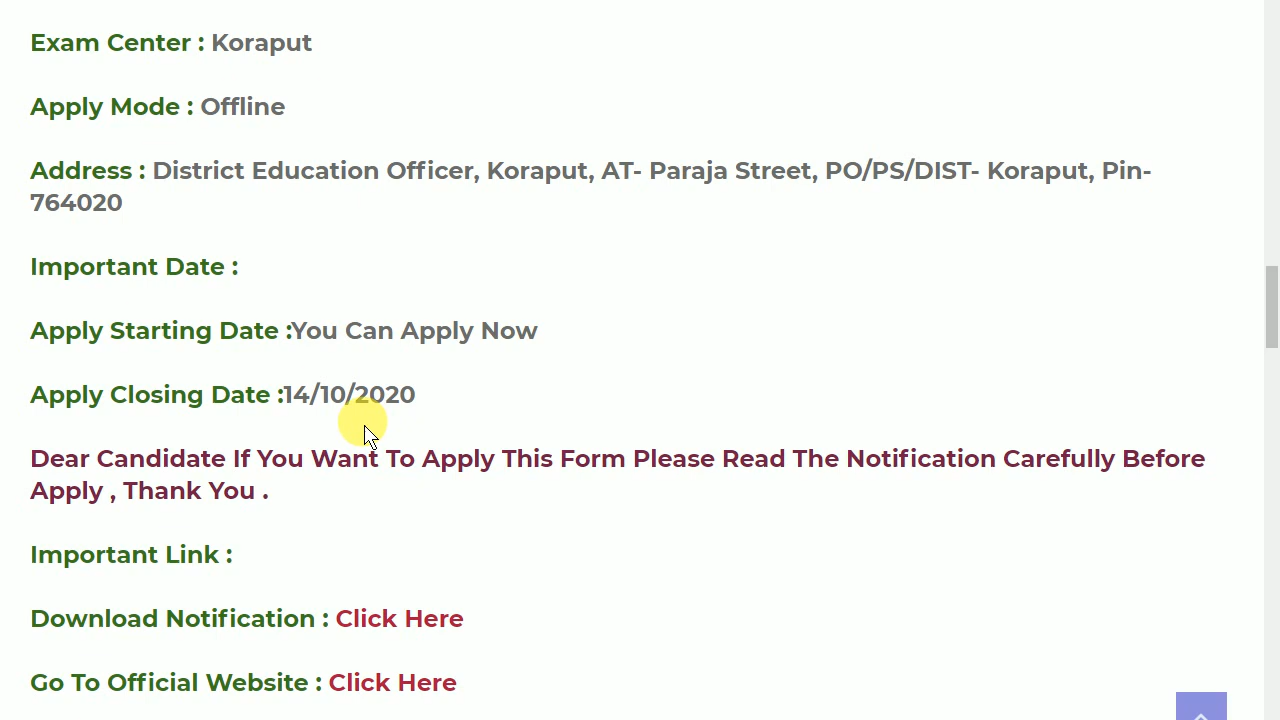 Exam Center : Koraput
Apply Mode : Offline
Address : District Education Officer, Koraput, AT- Paraja Street, PO/PS/DIST- Koraput, Pin-
764020
Important Date :
Apply Starting Date :You Can Apply Now
Apply Closing Date :14/10/2020
Dear Candidate If You Want To Apply This Form Please Read The Notification Carefully Before
Apply , Thank You .
Important Link :
Download Notification : Click Here
Go To Official Website : Click Here